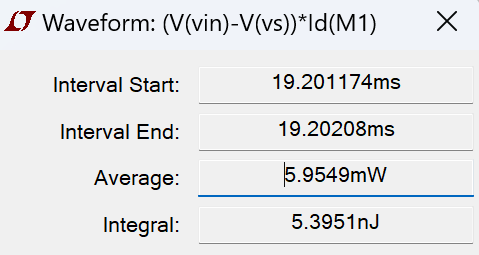 Waveform: (V(vin)-V(vs))*Id(M1)
Interval Start: 19.201174ms
Interval End: 19.20208ms
Average: 5.9549mW
Integral: 5.3951nJ